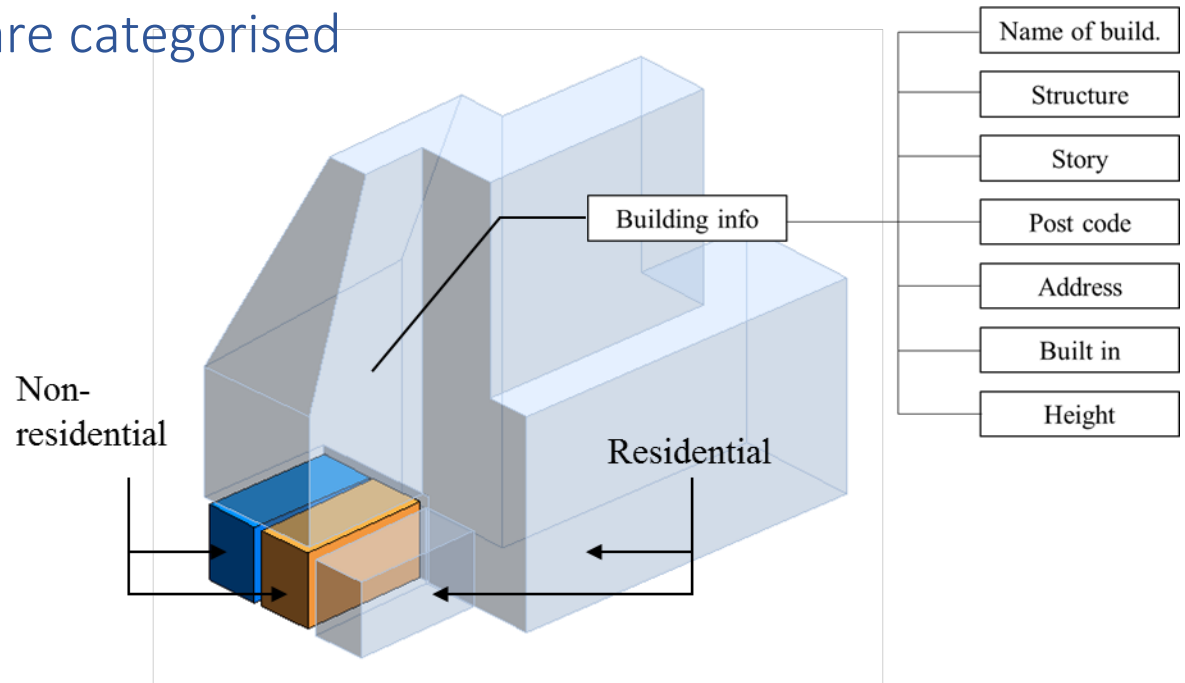 are categorised
Name of build.
Structure
Story
Building info
Post code
Address
Built in
Height
Non-
residential
Residential